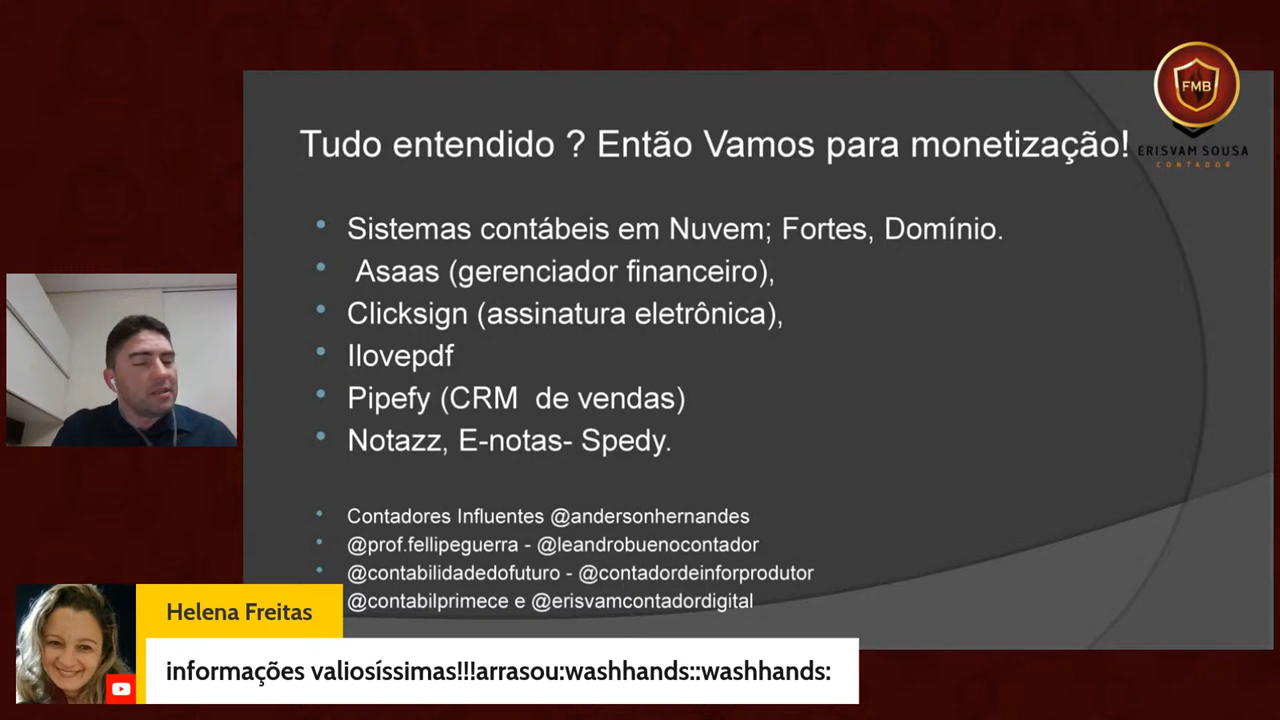 FMB
ERISVAM SOUSA
CONTADOR
Tudo entendido ? Então Vamos para monetização!
Sistemas contábeis em Nuvem; Fortes, Domínio.
Asaas (gerenciador financeiro),
Clicksign (assinatura eletrônica),
Ilovepdf
Pipefy (CRM de vendas)
Notazz, E-notas- Spedy.
Contadores Influentes @andersonhernandes
@prof.fellipeguerra - @leandrobuenocontador
@contabilidadedofuturo - @contadordeinforprodutor
@contabilprimece e @erisvamcontadordigital
Helena Freitas
informações valiosíssimas!!!arrasou:washhands::washhands: